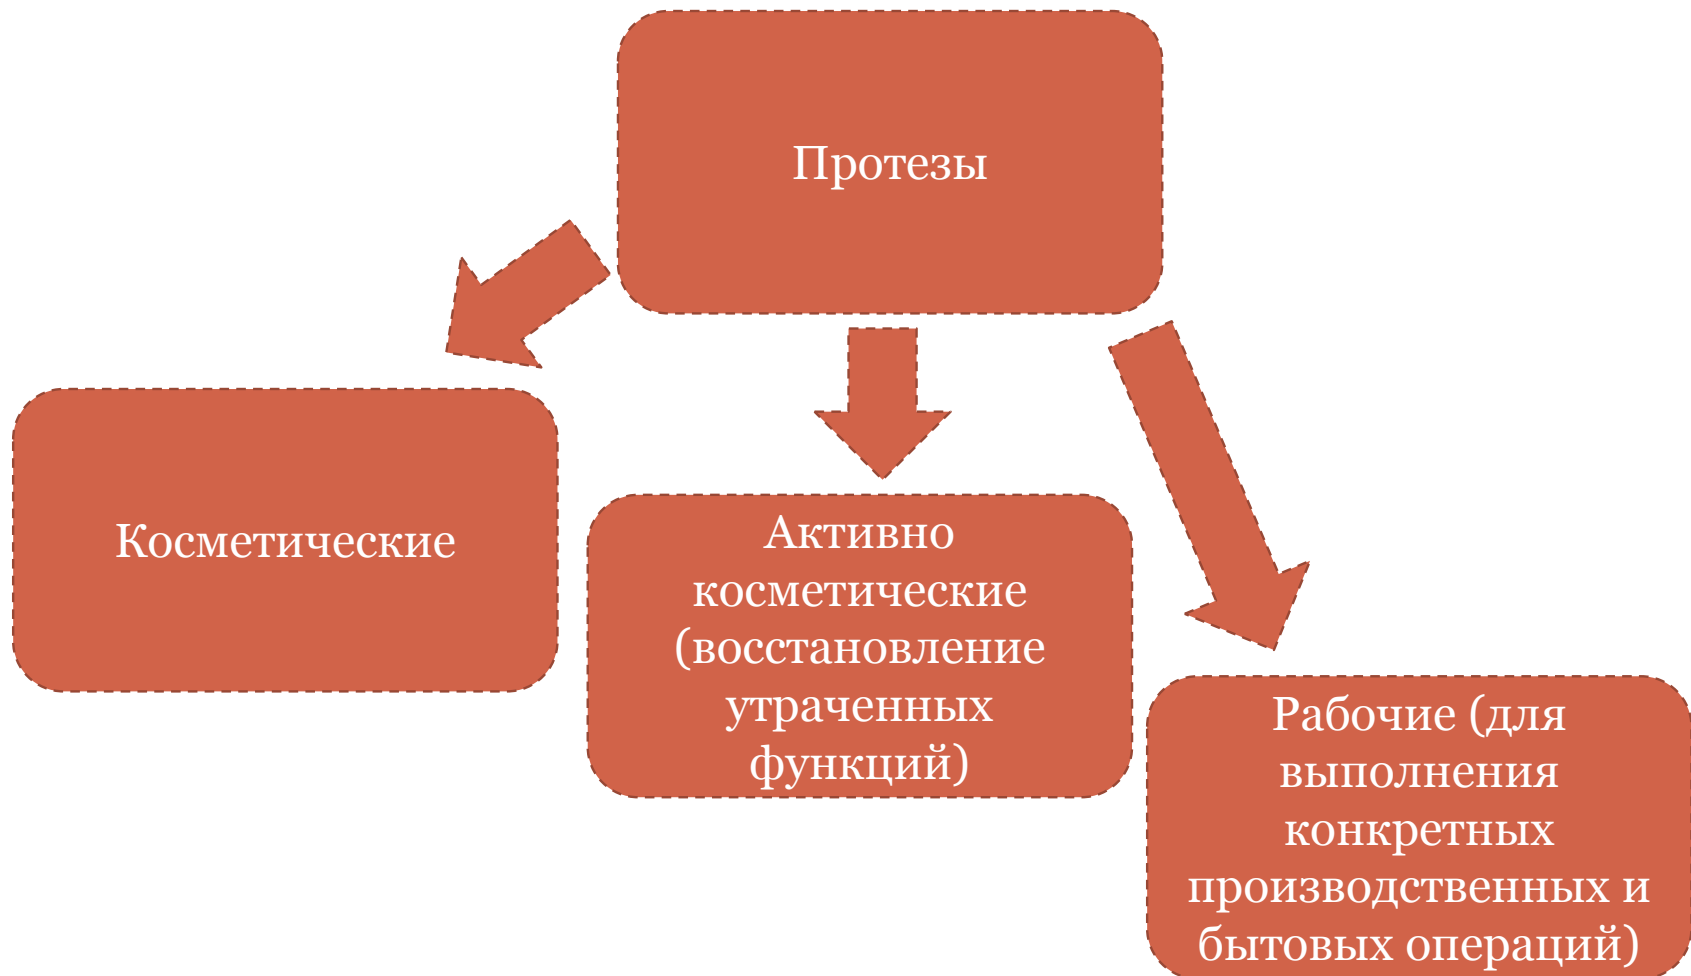 Протезы
Косметические
Активно
косметические
(восстановление
утраченных
функций)
Рабочие (для
выполнения
конкретных
производственных и
бытовых операций)